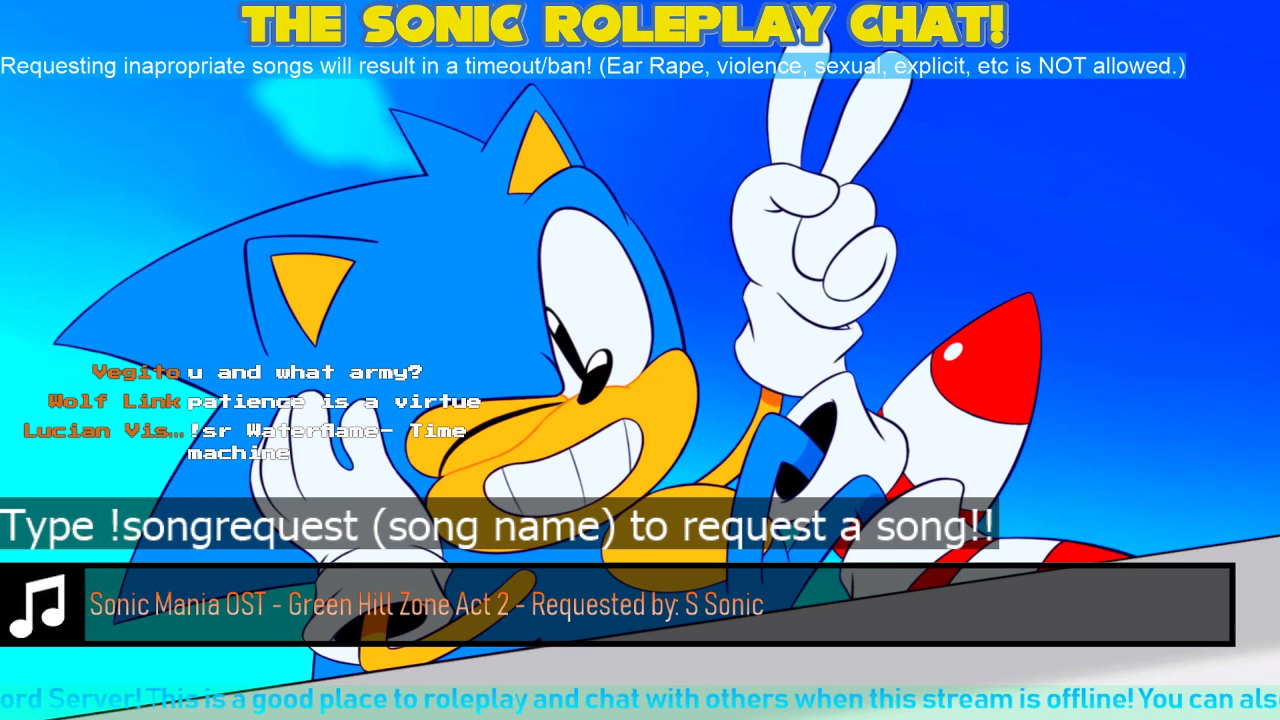 THE SONIC ROLEPLAY CHAT!
Requesting inapropriate songs will result in a timeout/ban! (Ear Rape, violence, sexual, explicit, etc is NOT allowed.)
Vegito u and what army?
Wolf Link patience is a virtue
Lucian Vis... !sr Waterflame- Time
machine
Type !songrequest (song name) to request a song!!
Sonic Mania OST - Green Hill Zone Act 2 - Requested by: S Sonic
ord Server! This is a good place to roleplay and chat with others when this stream is offline! You can als